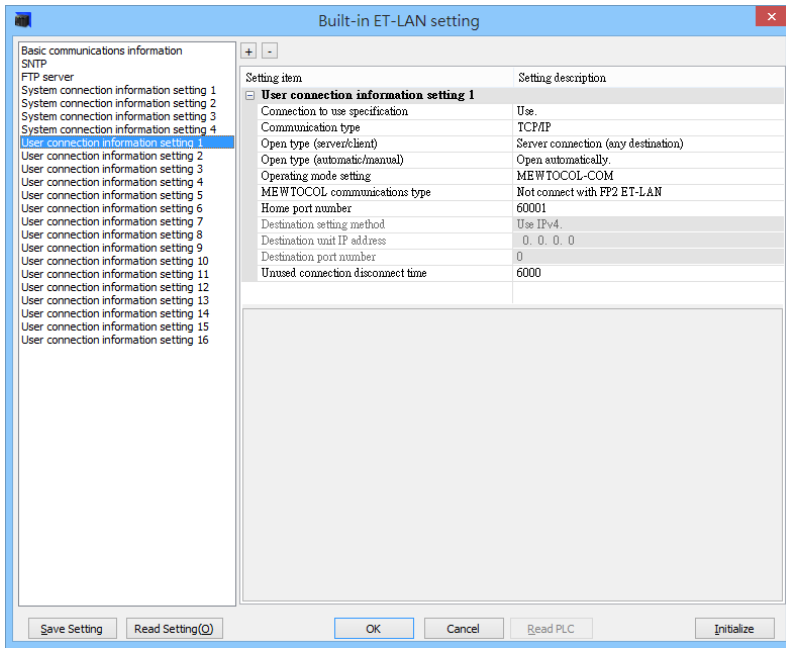 Built-in ET-LAN setting
Basic communications information
SNTP
FTP server
System connection information setting 1
System connection information setting 2
System connection information setting 3
System connection information setting 4
User connection information setting 1
User connection information setting 2
User connection information setting 3
User connection information setting 4
User connection information setting 5
User connection information setting 6
User connection information setting 7
User connection information setting 8
User connection information setting 9
User connection information setting 10
User connection information setting 11
User connection information setting 12
User connection information setting 13
User connection information setting 14
User connection information setting 15
User connection information setting 16
+ -
Setting item Setting description
User connection information setting 1
Connection to use specification Use.
Communication type TCP/IP
Open type (server/client) Server connection (any destination)
Open type (automatic/manual) Open automatically.
Operating mode setting MEWTOCOL-COM
MEWTOCOL communications type Not connect with FP2 ET-LAN
Home port number 60001
Destination setting method Use IPv4.
Destination unit IP address 0. 0. 0. 0
Destination port number 0
Unused connection disconnect time 6000
Save Setting Read Setting(O) OK Cancel Read PLC Initialize